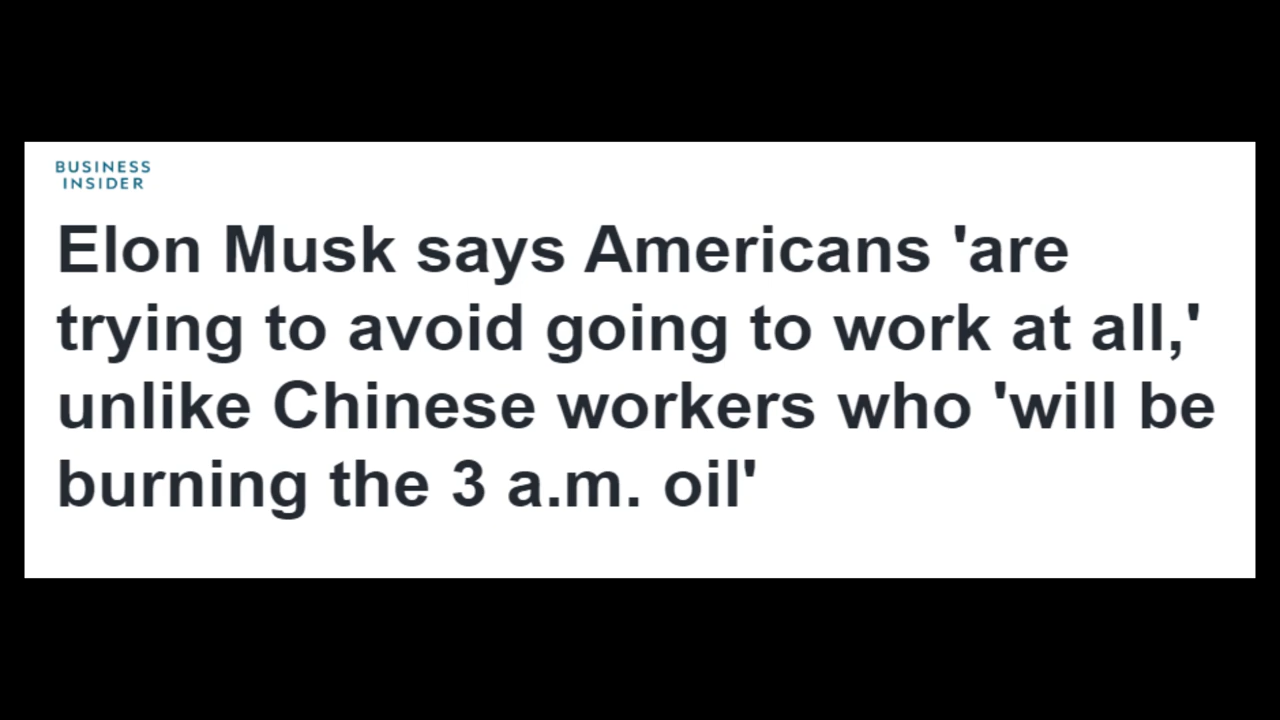 BUSINESS
INSIDER
Elon Musk says Americans 'are
trying to avoid going to work at all,'
unlike Chinese workers who 'will be
burning the 3 a.m. oil'